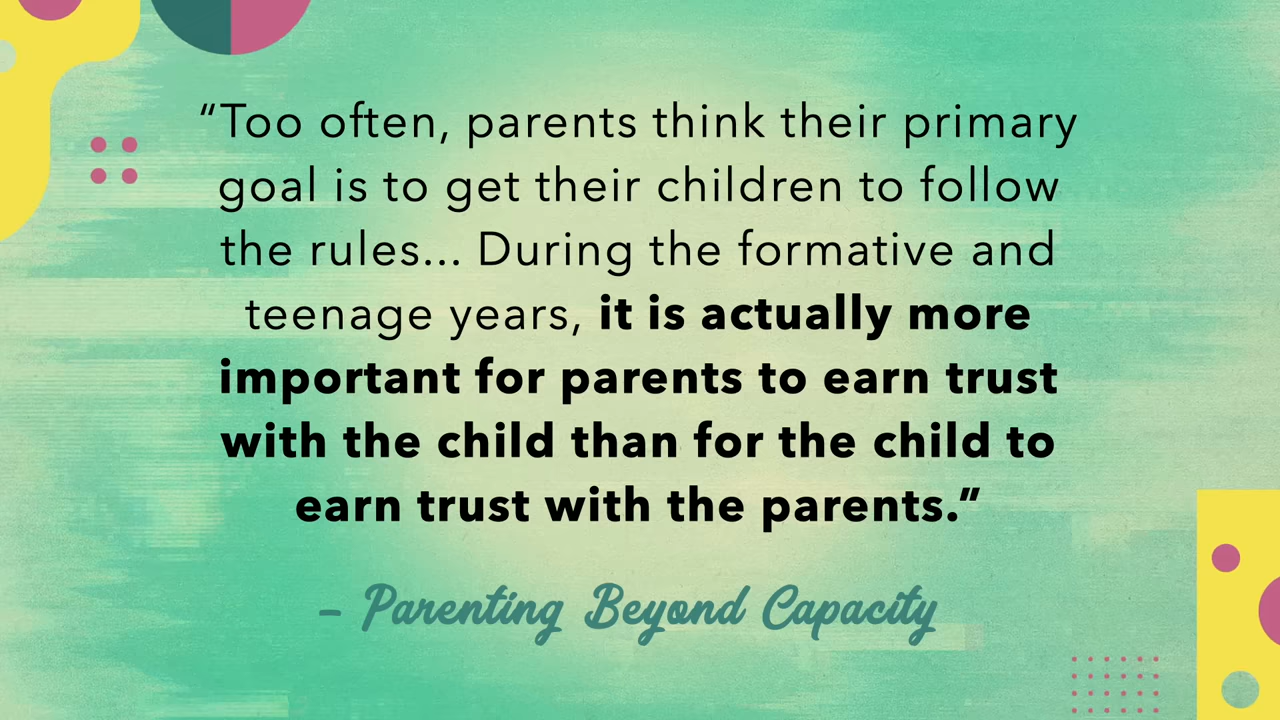 “Too often, parents think their primary
goal is to get their children to follow
the rules... During the formative and
teenage years, it is actually more
important for parents to earn trust
with the child than for the child to
earn trust with the parents.”
– Parenting Beyond Capacity